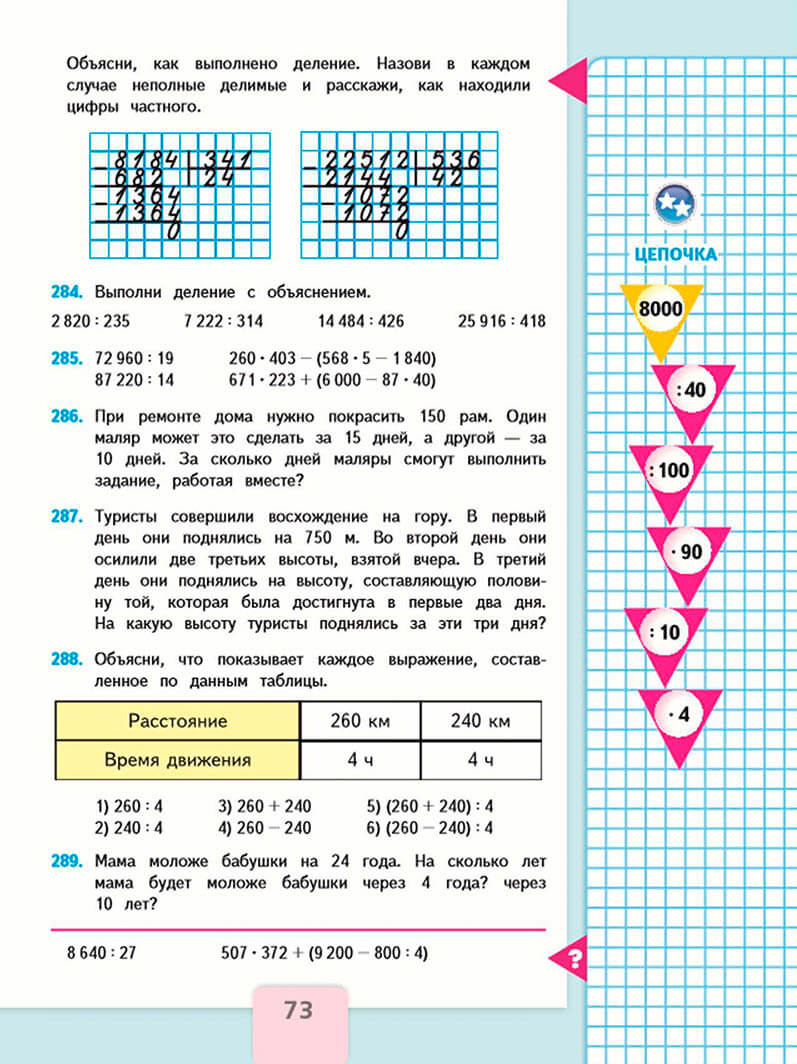 Объясни, как выполнено деление. Назови в каждом
случае неполные делимые и расскажи, как находили
цифры частного.
8184 341
682 24
1364
1364
0
22512 536
2144 42
1072
1072
0
284. Выполни деление с объяснением.
2 820 : 235 7 222 : 314 14 484 : 426 25 916 : 418
285. 72 960 : 19 260 · 403 − (568 · 5 − 1 840)
87 220 : 14 671 · 223 + (6 000 − 87 · 40)
286. При ремонте дома нужно покрасить 150 рам. Один
маляр может это сделать за 15 дней, а другой — за
10 дней. За сколько дней маляры смогут выполнить
задание, работая вместе?
287. Туристы совершили восхождение на гору. В первый
день они поднялись на 750 м. Во второй день они
осилили две третьих высоты, взятой вчера. В третий
день они поднялись на высоту, составляющую полови-
ну той, которая была достигнута в первые два дня.
На какую высоту туристы поднялись за эти три дня?
288. Объясни, что показывает каждое выражение, состав-
ленное по данным таблицы.
Расстояние 260 км 240 км
Время движения 4 ч 4 ч
1) 260 : 4 3) 260 + 240 5) (260 + 240) : 4
2) 240 : 4 4) 260 − 240 6) (260 − 240) : 4
289. Мама моложе бабушки на 24 года. На сколько лет
мама будет моложе бабушки через 4 года? через
10 лет?
8 640 : 27 507 · 372 + (9 200 − 800 : 4)
?
73
ЦЕПОЧКА
8000
: 40
: 100
· 90
: 10
· 4